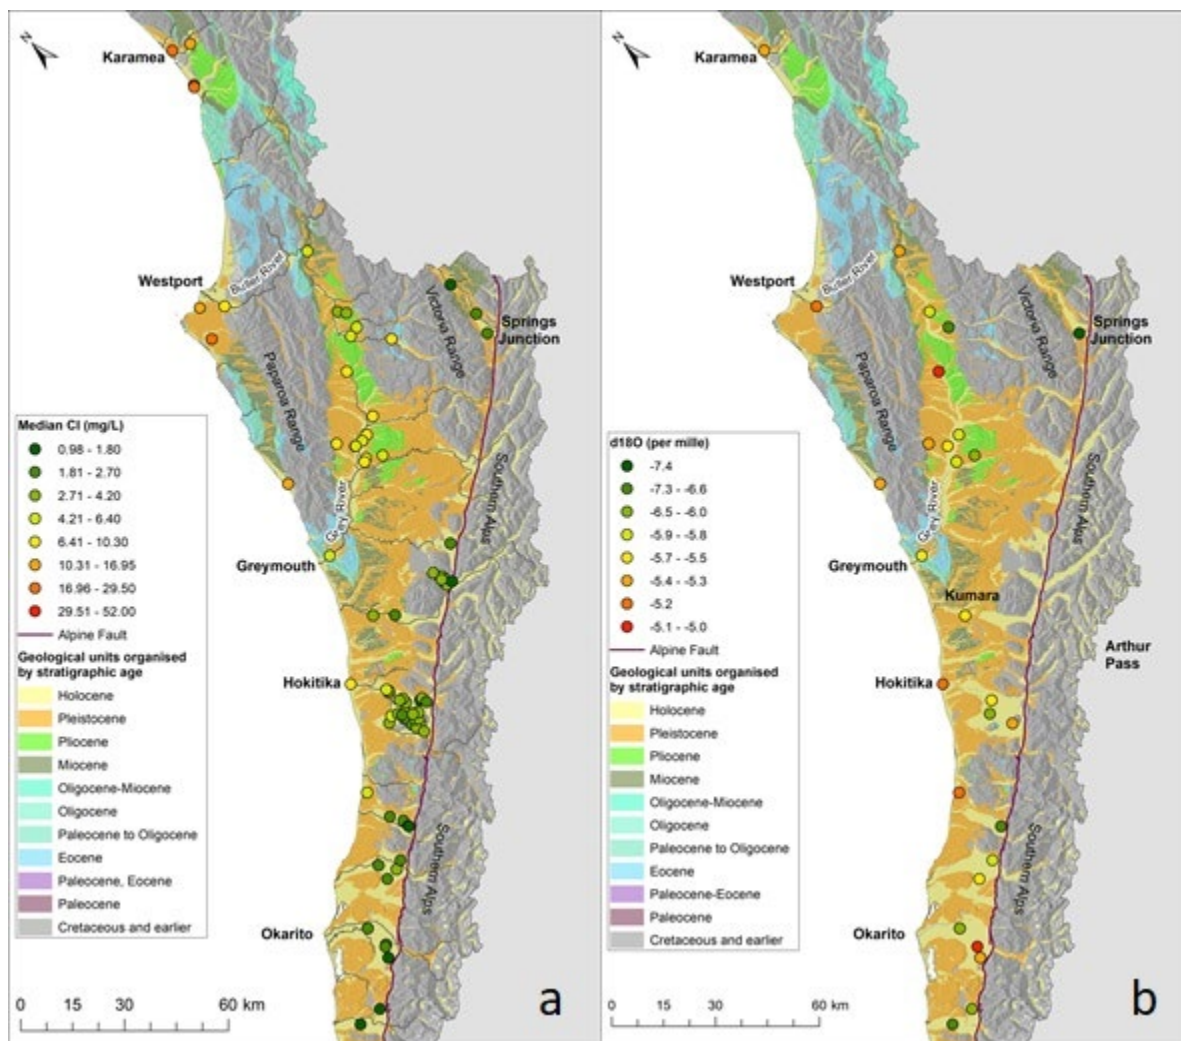 N
Karamea
Westport
Buller River
Victoria Range
Springs
Junction
Paparoa Range
Median Cl (mg/L)
0.98 - 1.80
1.81 - 2.70
2.71 - 4.20
4.21 - 6.40
6.41 - 10.30
10.31 - 16.95
16.96 - 29.50
29.51 - 52.00
Alpine Fault
Geological units organised
by stratigraphic age
Holocene
Pleistocene
Pliocene
Miocene
Oligocene-Miocene
Oligocene
Paleocene to Oligocene
Eocene
Paleocene, Eocene
Paleocene
Cretaceous and earlier
Grey River
Southern Alps
Greymouth
Hokitika
Southern Alps
Okarito
0 15 30 60 km
a
N
Karamea
Westport
Buller River
Victoria Range
Springs
Junction
Paparoa Range
d18O (per mille)
-7.4
-7.3 - -6.6
-6.5 - -6.0
-5.9 - -5.8
-5.7 - -5.5
-5.4 - -5.3
-5.2
-5.1 - -5.0
Alpine Fault
Geological units organised
by stratigraphic age
Holocene
Pleistocene
Pliocene
Miocene
Oligocene-Miocene
Oligocene
Paleocene to Oligocene
Eocene
Paleocene-Eocene
Paleocene
Cretaceous and earlier
Grey River
Southern Alps
Greymouth
Kumara
Arthur
Pass
Hokitika
Southern Alps
Okarito
0 15 30 60 km
b